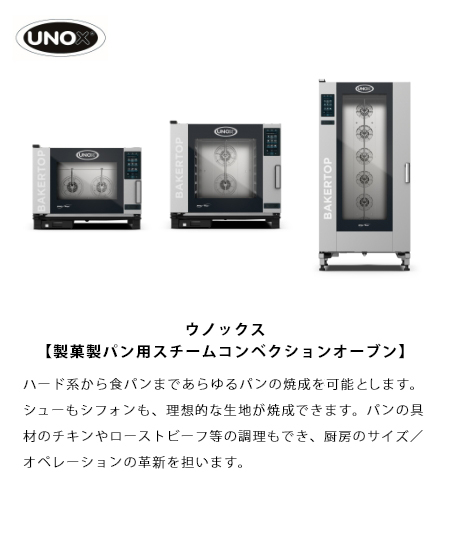 UNOX
UNOX
BAKERTOP
UNOX
BAKERTOP
UNOX
BAKERTOP
ウノックス
【製菓製パン用スチームコンベクションオーブン】
ハード系から食パンまであらゆるパンの焼成を可能とします。
シューもシフォンも、理想的な生地が焼成できます。パンの具
材のチキンやローストビーフ等の調理もでき、厨房のサイズ／
オペレーションの革新を担います。